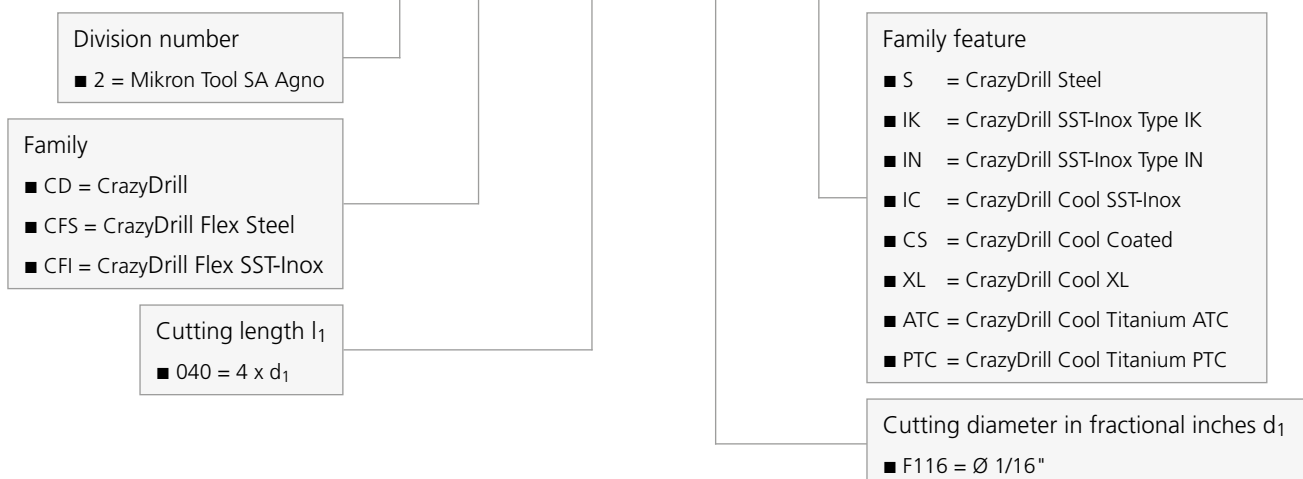 Division number
■ 2 = Mikron Tool SA Agno
Family
■ CD = CrazyDrill
■ CFS = CrazyDrill Flex Steel
■ CFI = CrazyDrill Flex SST-Inox
Cutting length l1
■ 040 = 4 x d1
Family feature
■ S = CrazyDrill Steel
■ IK = CrazyDrill SST-Inox Type IK
■ IN = CrazyDrill SST-Inox Type IN
■ IC = CrazyDrill Cool SST-Inox
■ CS = CrazyDrill Cool Coated
■ XL = CrazyDrill Cool XL
■ ATC = CrazyDrill Cool Titanium ATC
■ PTC = CrazyDrill Cool Titanium PTC
Cutting diameter in fractional inches d1
■ F116 = Ø 1/16"